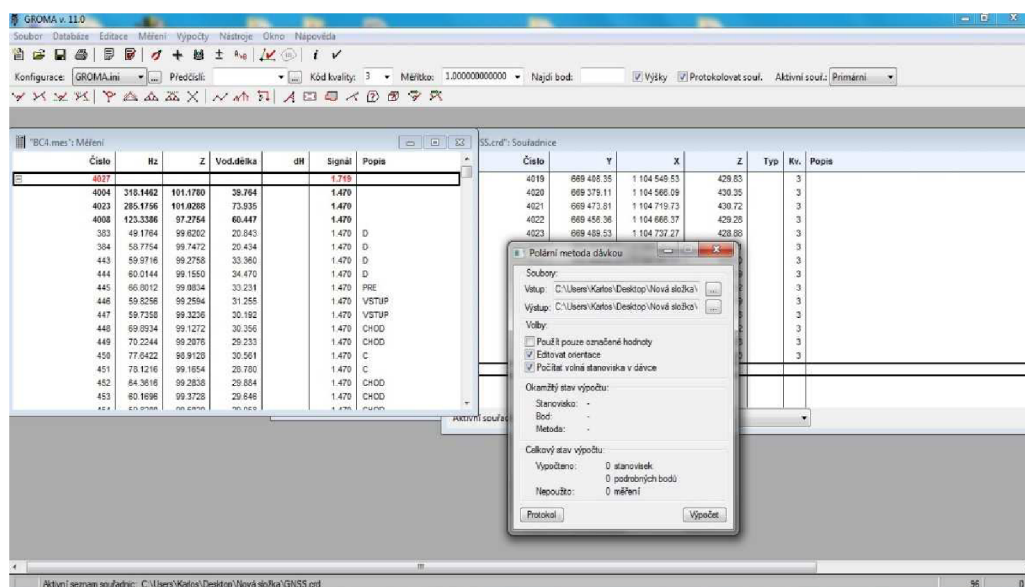 GROMA v. 11.0
Soubor Databáze Editace Měření Výpočty Nástroje Okno Nápověda
Konfigurace: GROMA.ini Předčíslí: Kód kvality: 3 Měřítko: 1.000000000000 Najdi bod: Výšky Protokolovat souř. Aktivní souř.: Primární
"BC4.mes": Měření
Číslo Hz Z Vod.délka dH Signál Popis
4027 1.719
4004 318.1462 101.1780 39.764 1.470
4023 285.1756 101.0288 73.935 1.470
4008 123.3386 97.2754 60.447 1.470
383 49.1764 99.6202 20.843 1.470 D
384 58.7754 99.7472 20.434 1.470 D
443 59.9716 99.2758 33.360 1.470 D
444 60.0144 99.1550 34.470 1.470 D
445 66.8012 99.0834 33.231 1.470 PRE
446 59.8256 99.2594 31.255 1.470 VSTUP
447 59.7358 99.3236 30.192 1.470 VSTUP
448 69.8934 99.1272 30.356 1.470 CHOD
449 70.2244 99.2076 29.233 1.470 CHOD
450 77.6422 98.9128 30.561 1.470 C
451 78.1216 99.1654 28.780 1.470 C
452 64.3616 99.2838 29.884 1.470 CHOD
453 60.1696 99.3728 29.646 1.470 CHOD
SS.crd": Souřadnice
Číslo Y X Z Typ Kv. Popis
4019 669 408.35 1 104 549.53 429.83 3
4020 669 379.11 1 104 566.09 430.35 3
4021 669 473.81 1 104 719.73 430.72 3
4022 669 456.36 1 104 666.37 429.26 3
4023 669 489.53 1 104 737.27 428.88 3
3
3
3
3
3
3
3
3
Polární metoda dávkou
Soubory:
Vstup: C:\Users\Karlos\Desktop\Nová složka\ ...
Výstup: C:\Users\Karlos\Desktop\Nová složka\ ...
Volby:
Použít pouze označené hodnoty
Editovat orientace
Počítat volná stanoviska v dávce
Okamžitý stav výpočtu:
Stanovisko: -
Bod: -
Metoda: -
Celkový stav výpočtu:
Vypočteno: 0 stanovisek
0 podrobných bodů
Nepoužito: 0 měření
Protokol Výpočet
Aktivní souřad
Aktivní seznam souřadnic: C:\Users\Karlos\Desktop\Nová složka\GNSS.crd 96